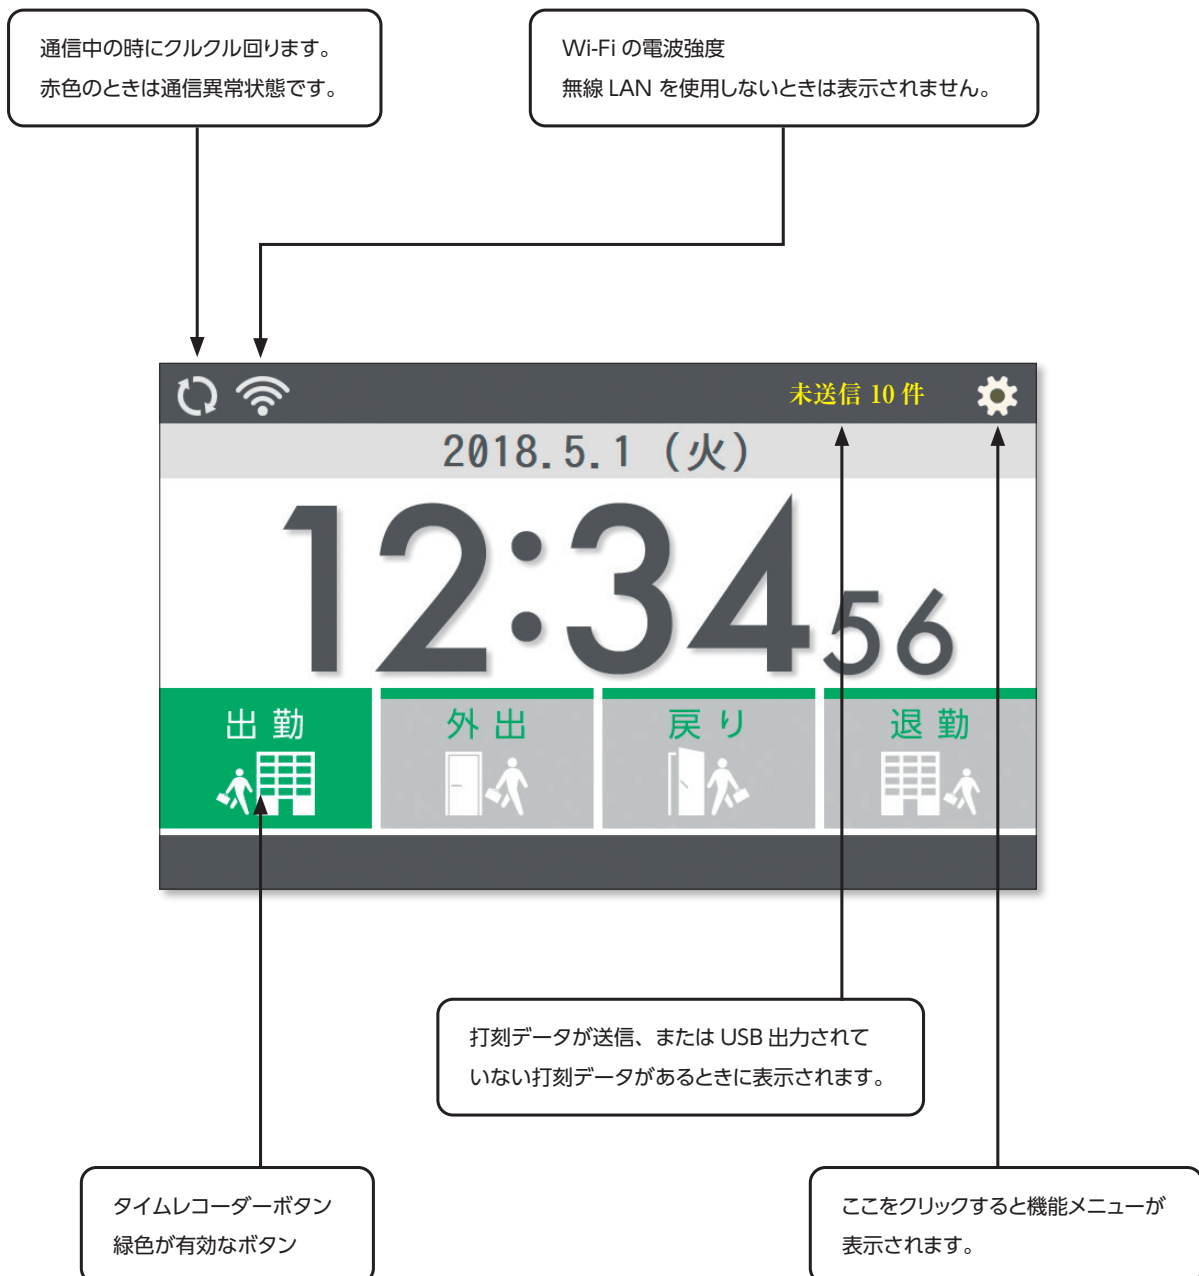 通信中の時にクルクル回ります。
赤色のときは通信異常状態です。
Wi-Fi の電波強度
無線 LAN を使用しないときは表示されません。
未送信 10 件
2018.5.1 (火)
12:34 56
出勤
外出
戻り
退勤
打刻データが送信、または USB 出力されて
いない打刻データがあるときに表示されます。
タイムレコーダーボタン
緑色が有効なボタン
ここをクリックすると機能メニューが
表示されます。